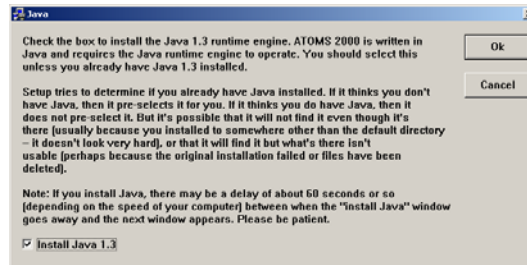 Java
Check the box to install the Java 1.3 runtime engine. ATOMS 2000 is written in
Java and requires the Java runtime engine to operate. You should select this
unless you already have Java 1.3 installed.
Ok
Cancel
Setup tries to determine if you already have Java installed. If it thinks you don't
have Java, then it pre-selects it for you. If it thinks you do have Java, then it
does not pre-select it. But it's possible that it will not find it even though it's
there (usually because you installed to somewhere other than the default directory
– it doesn't look very hard), or that it will find it but what's there isn't
usable (perhaps because the original installation failed or files have been
deleted).
Note: If you install Java, there may be a delay of about 60 seconds or so
(depending on the speed of your computer) between when the "install Java" window
goes away and the next window appears. Please be patient.
Install Java 1.3